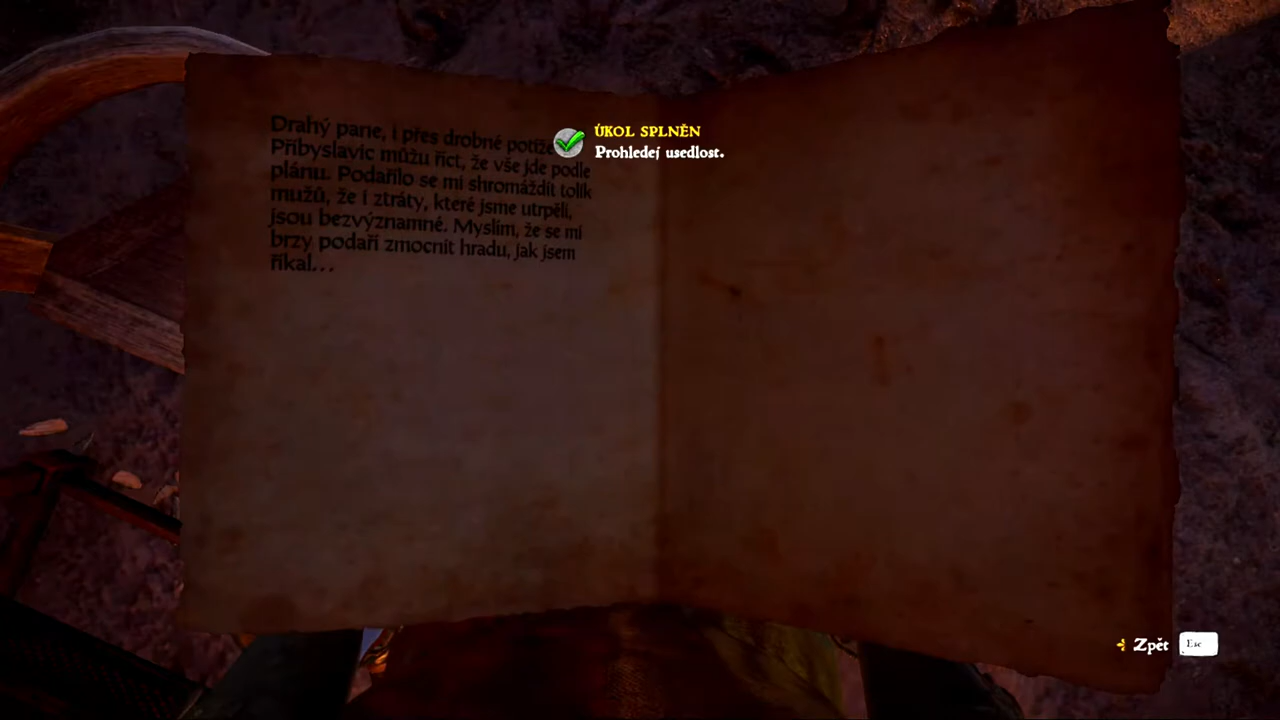 Drahý pane, i přes drobné potíže
Přibyslavic můžu říct, že vše jde podle
plánu. Podařilo se mi shromáždit tolik
mužů, že i ztráty, které jsme utrpěli,
jsou bezvýznamné. Myslím, že se mi
brzy podaří zmocnit hradu, jak jsem
říkal...
ÚKOL SPLNĚN
Prohledej usedlost.
Zpět Esc